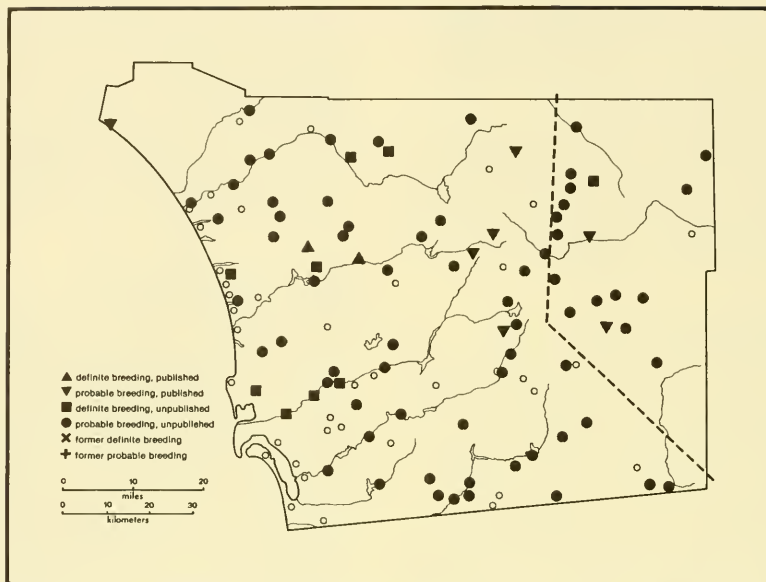 definite breeding, published
probable breeding, published
definite breeding, unpublished
probable breeding, unpublished
former definite breeding
former probable breeding
0 10 20
miles
0 10 20 30
kilometers